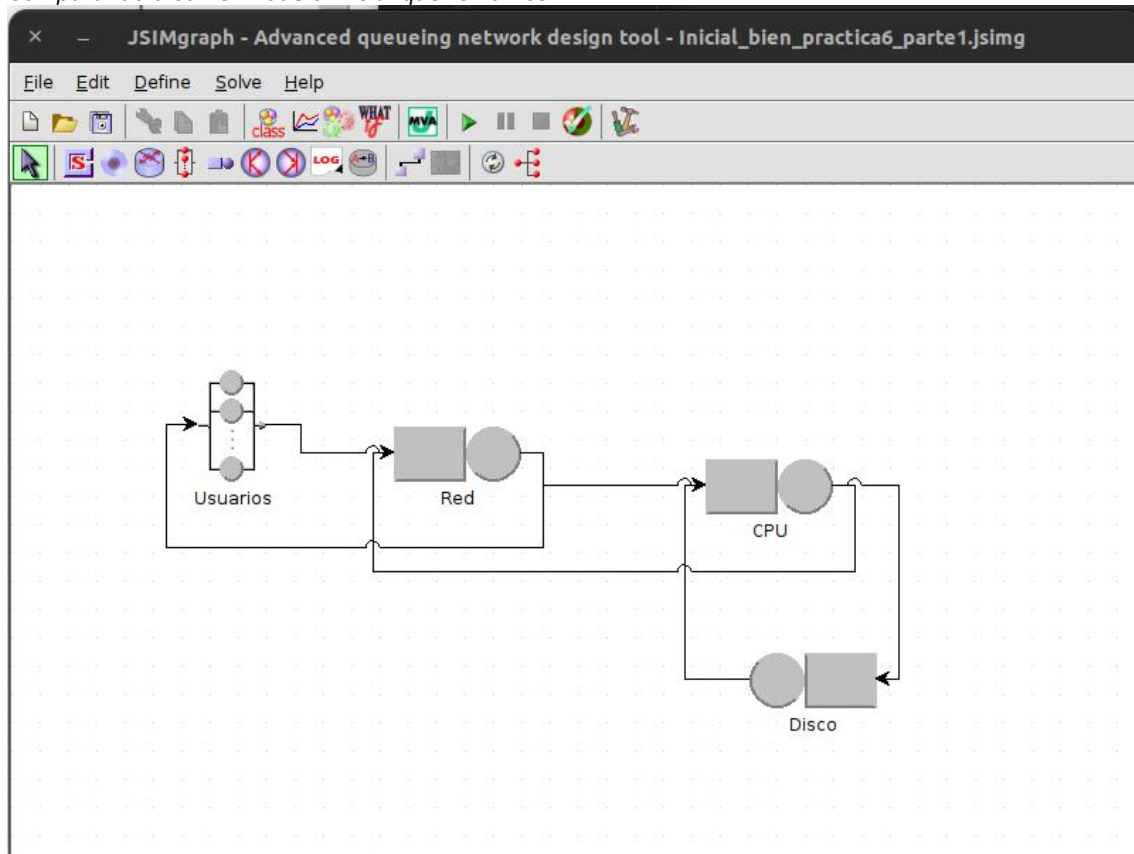 JSIMgraph - Advanced queueing network design tool - Inicial_bien_practica6_parte1.jsimg
File Edit Define Solve Help
class WHAT if MVA
S LOG A→B
Usuarios
Red
CPU
Disco